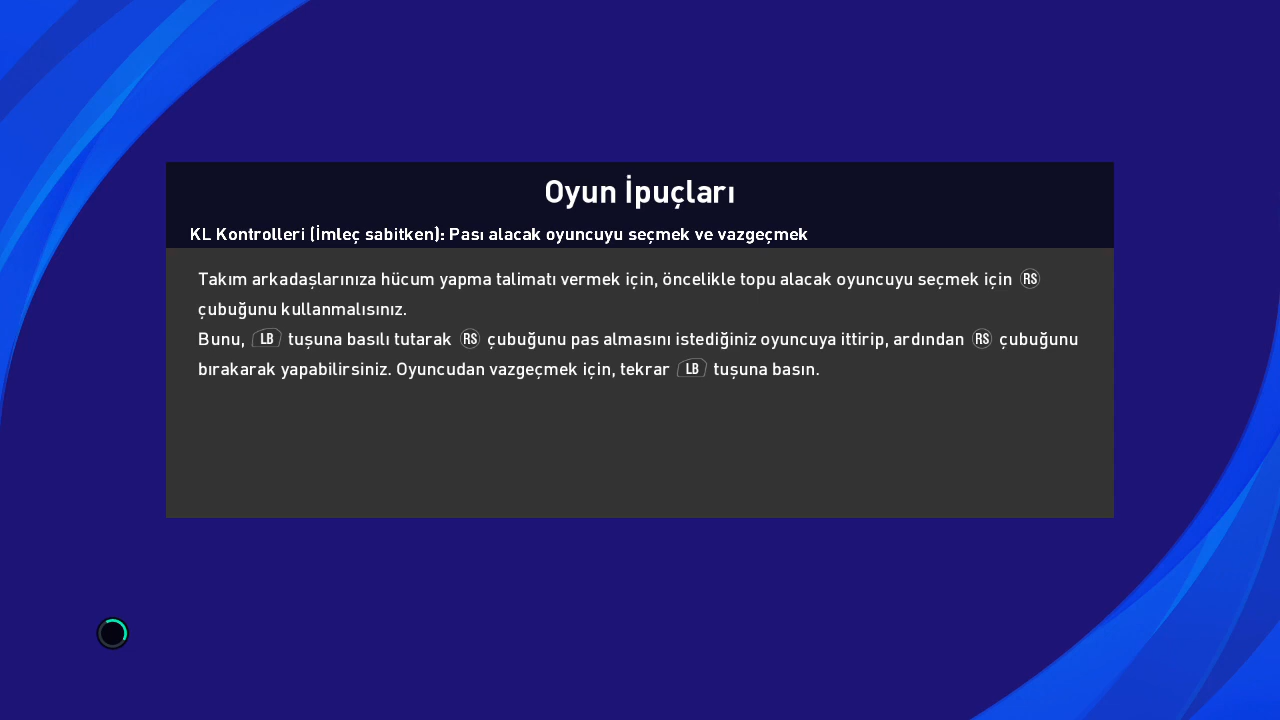 Oyun İpuçları
KL Kontrolleri (İmleç sabitken): Pası alacak oyuncuyu seçmek ve vazgeçmek
Takım arkadaşlarınıza hücum yapma talimatı vermek için, öncelikle topu alacak oyuncuyu seçmek için RS
çubuğunu kullanmalısınız.
Bunu, LB tuşuna basılı tutarak RS çubuğunu pas almasını istediğiniz oyuncuya ittirip, ardından RS çubuğunu
bırakarak yapabilirsiniz. Oyuncudan vazgeçmek için, tekrar LB tuşuna basın.